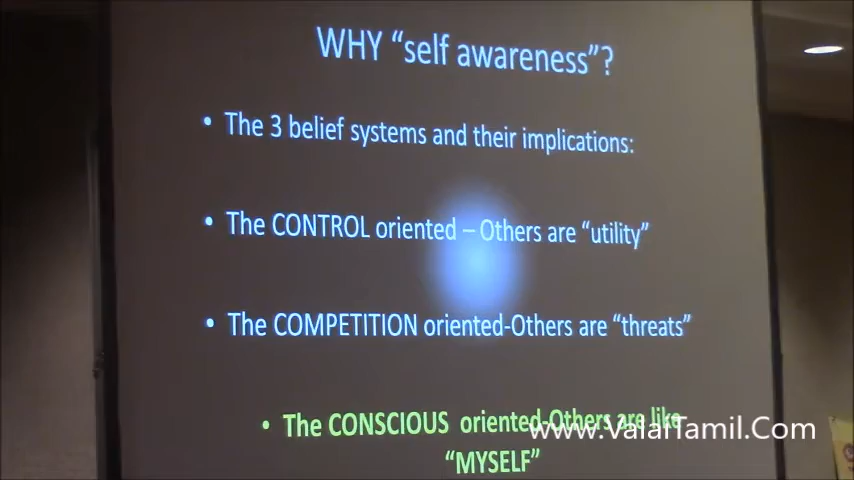 WHY “self awareness”?
• The 3 belief systems and their implications:
• The CONTROL oriented – Others are “utility”
• The COMPETITION oriented-Others are “threats”
• The CONSCIOUS oriented-Others are like
“MYSELF”
www.ValaiTamil.Com